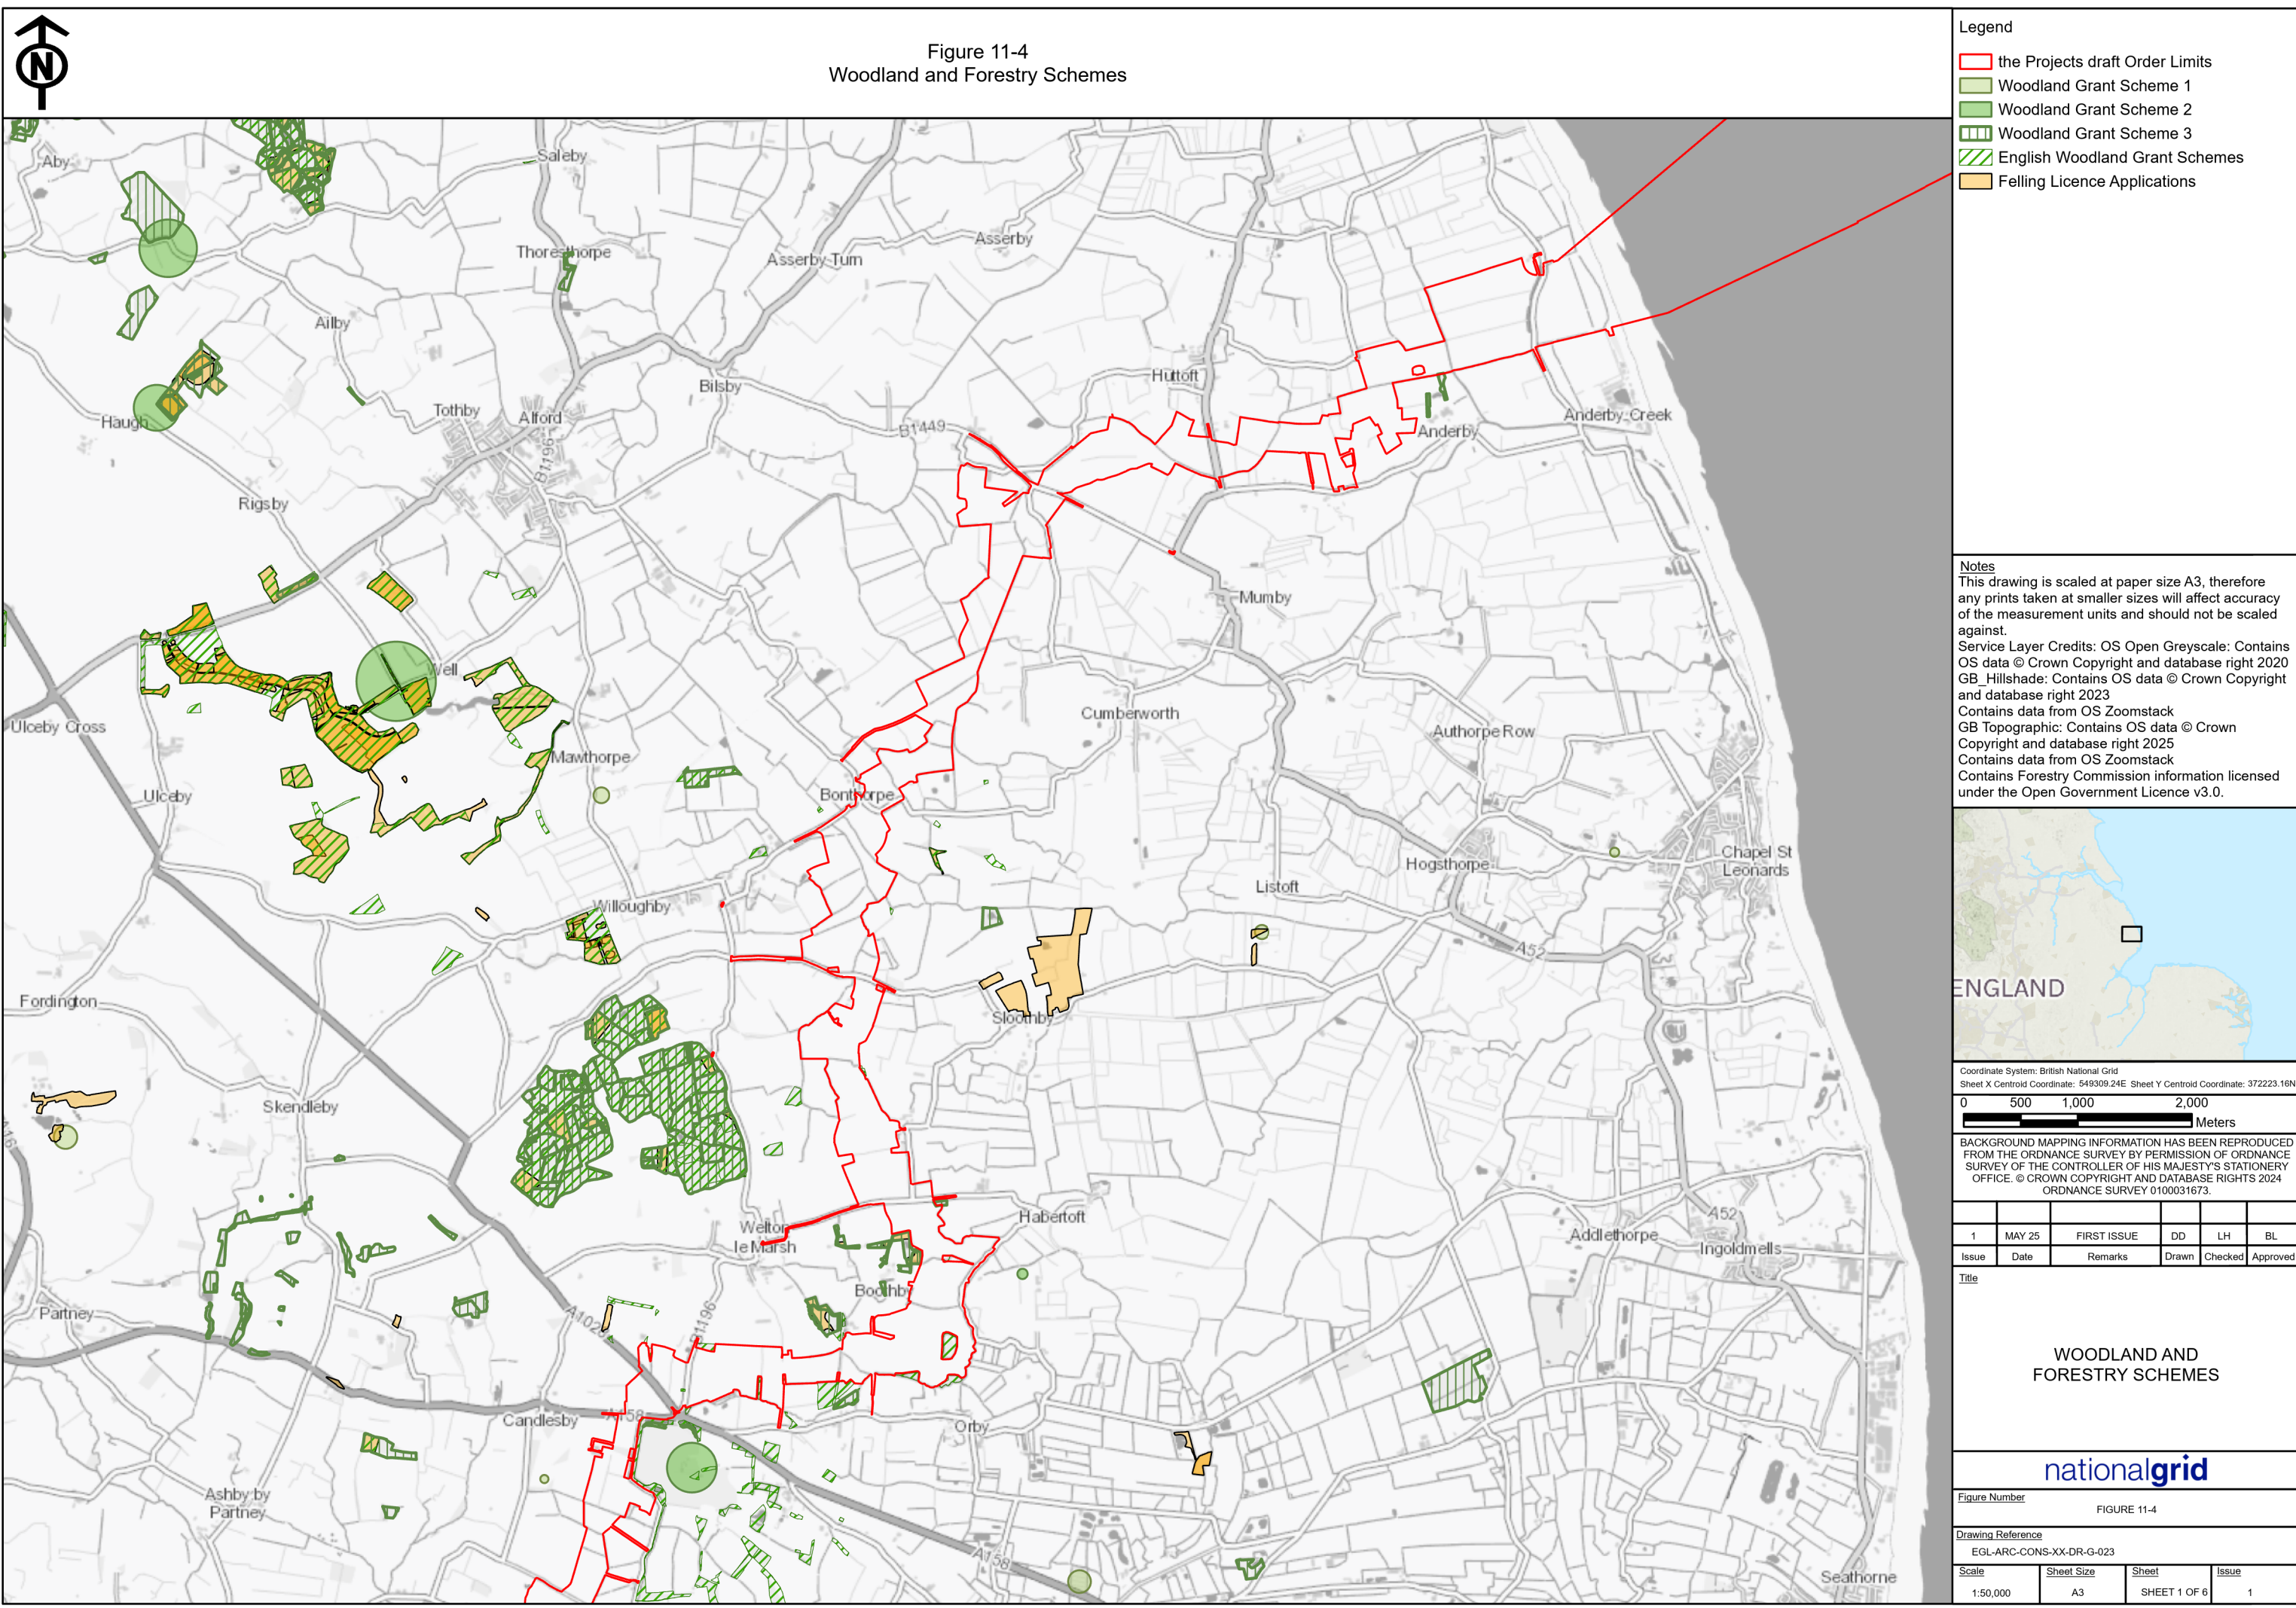 Figure 11-4
Woodland and Forestry Schemes
Legend
the Projects draft Order Limits
Woodland Grant Scheme 1
Woodland Grant Scheme 2
Woodland Grant Scheme 3
English Woodland Grant Schemes
Felling Licence Applications
N
Aby
Saleby
Thoresthorpe
Asserby
Asserby Turn
Ailby
Huttoft
Bilsby
Haugh
Tothby
Alford
B1449
Anderby
Anderby Creek
B1196
Rigsby
Mumby
Well
Cumberworth
Ulceby Cross
Authorpe Row
Mawthorpe
Ulceby
Bonthorpe
Chapel St
Leonards
Hogsthorpe
Listoft
Willoughby
A52
Fordington
Sloothby
Skendleby
A16
Welton
le Marsh
Habertoft
A52
Addlethorpe
Ingoldmells
Boothby
Partney
A1028
B1196
Candlesby
A158
Orby
Ashby by
Partney
A158
Seathorne
Notes
This drawing is scaled at paper size A3, therefore
any prints taken at smaller sizes will affect accuracy
of the measurement units and should not be scaled
against.
Service Layer Credits: OS Open Greyscale: Contains
OS data © Crown Copyright and database right 2020
GB_Hillshade: Contains OS data © Crown Copyright
and database right 2023
Contains data from OS Zoomstack
GB Topographic: Contains OS data © Crown
Copyright and database right 2025
Contains data from OS Zoomstack
Contains Forestry Commission information licensed
under the Open Government Licence v3.0.
ENGLAND
Coordinate System: British National Grid
Sheet X Centroid Coordinate: 549309.24E Sheet Y Centroid Coordinate: 372223.16N
0 500 1,000 2,000
Meters
BACKGROUND MAPPING INFORMATION HAS BEEN REPRODUCED
FROM THE ORDNANCE SURVEY BY PERMISSION OF ORDNANCE
SURVEY OF THE CONTROLLER OF HIS MAJESTY'S STATIONERY
OFFICE. © CROWN COPYRIGHT AND DATABASE RIGHTS 2024
ORDNANCE SURVEY 0100031673.
1 MAY 25 FIRST ISSUE DD LH BL
Issue Date Remarks Drawn Checked Approved
Title
WOODLAND AND
FORESTRY SCHEMES
nationalgrid
Figure Number
FIGURE 11-4
Drawing Reference
EGL-ARC-CONS-XX-DR-G-023
Scale Sheet Size Sheet Issue
1:50,000 A3 SHEET 1 OF 6 1